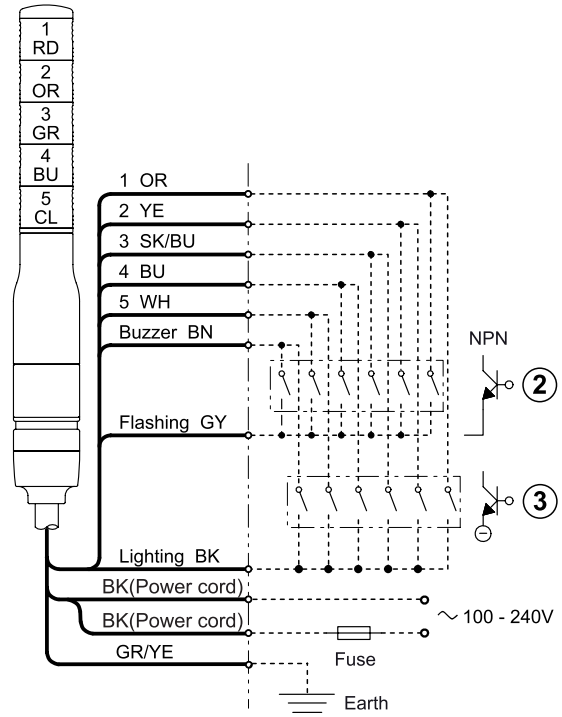 1
RD
2
OR
3
GR
4
BU
5
CL
1 OR
2 YE
3 SK/BU
4 BU
5 WH
Buzzer BN
NPN
2
Flashing GY
3
Lighting BK
BK(Power cord)
BK(Power cord)
~ 100 - 240V
Fuse
GR/YE
Earth